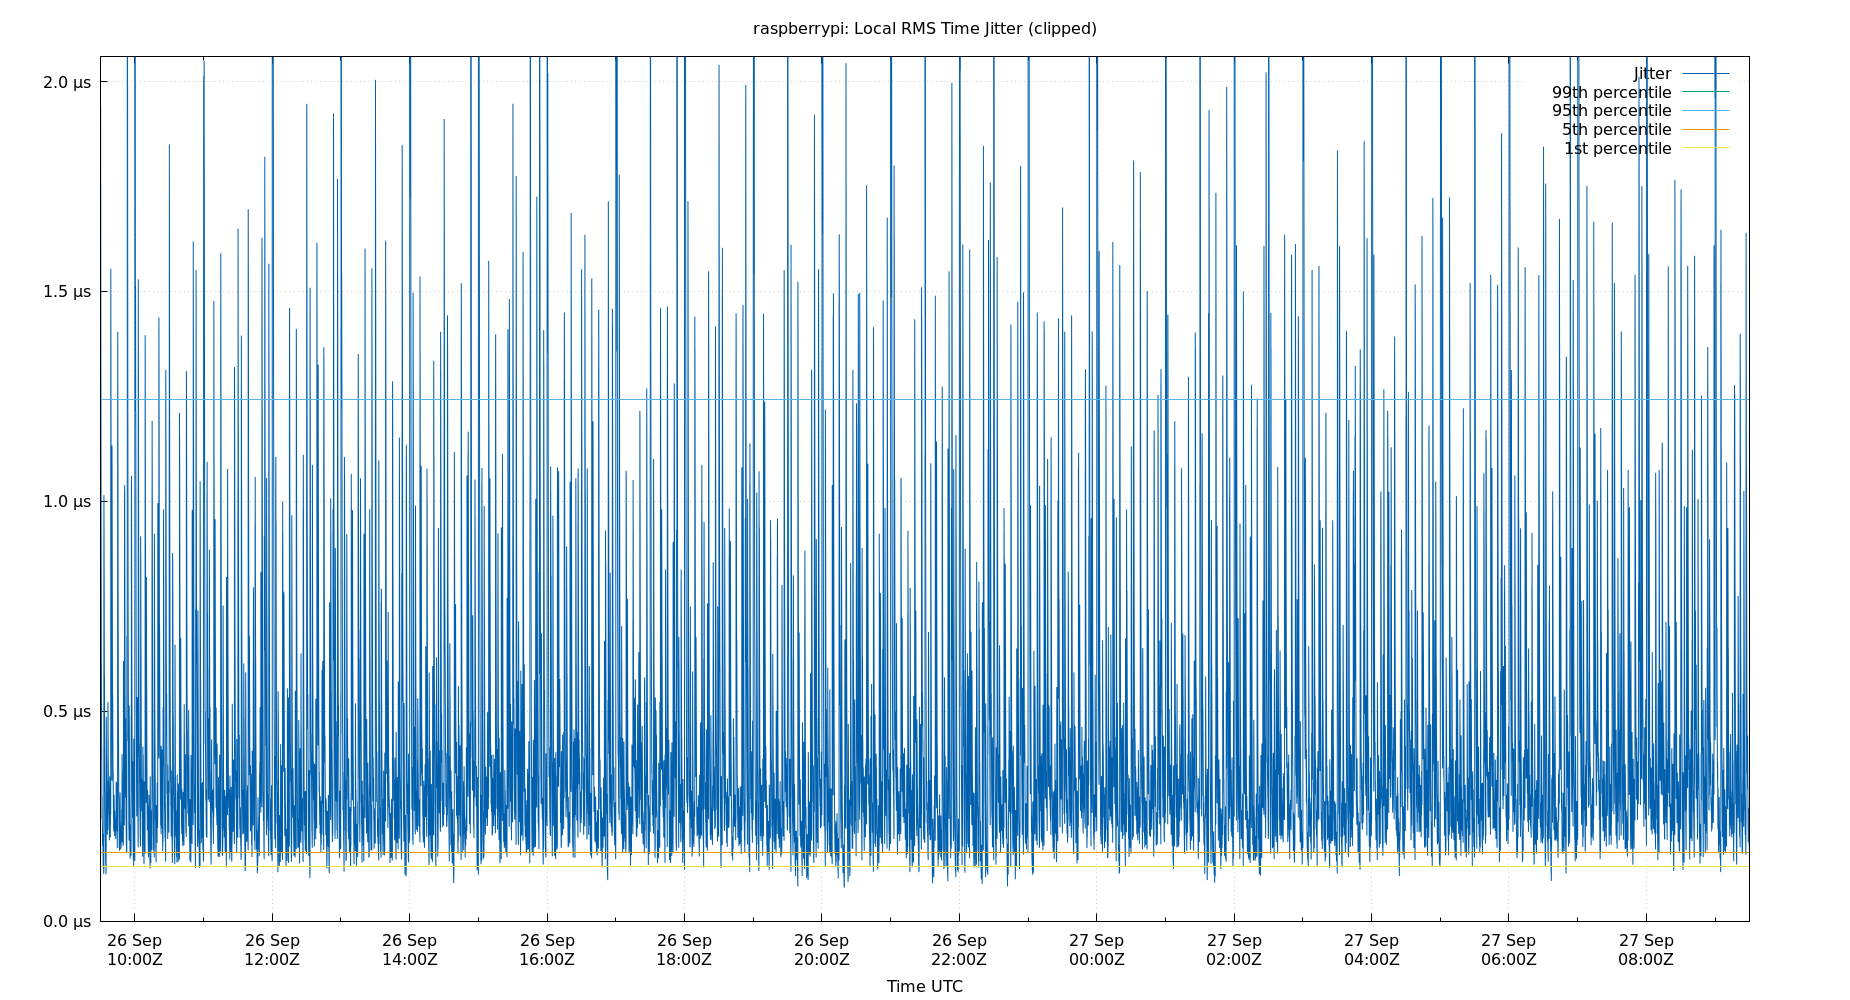 raspberrypi: Local RMS Time Jitter (clipped)
2.0 µs
1.5 µs
1.0 µs
0.5 µs
0.0 µs
Jitter
99th percentile
95th percentile
5th percentile
1st percentile
26 Sep 26 Sep 26 Sep 26 Sep 26 Sep 26 Sep 26 Sep 27 Sep 27 Sep 27 Sep 27 Sep 27 Sep
10:00Z 12:00Z 14:00Z 16:00Z 18:00Z 20:00Z 22:00Z 00:00Z 02:00Z 04:00Z 06:00Z 08:00Z
Time UTC